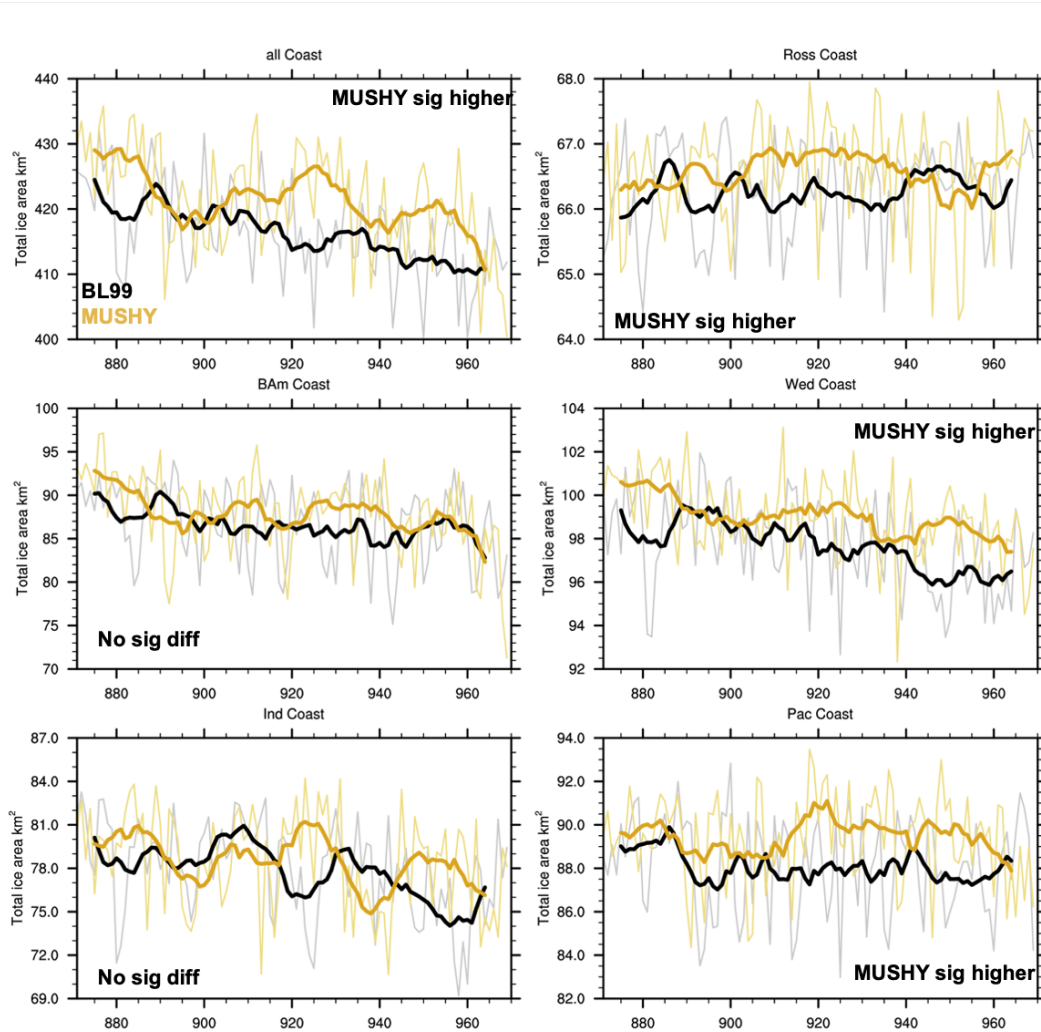 all Coast
Total ice area km²
440
430
420
410
400
MUSHY sig higher
BL99
MUSHY
880 900 920 940 960
Ross Coast
Total ice area km²
68.0
67.0
66.0
65.0
64.0
MUSHY sig higher
880 900 920 940 960
BAm Coast
Total ice area km²
100
95
90
85
80
75
70
No sig diff
880 900 920 940 960
Wed Coast
Total ice area km²
104
102
100
98
96
94
92
MUSHY sig higher
880 900 920 940 960
Ind Coast
Total ice area km²
87.0
84.0
81.0
78.0
75.0
72.0
69.0
No sig diff
880 900 920 940 960
Pac Coast
Total ice area km²
94.0
92.0
90.0
88.0
86.0
84.0
82.0
MUSHY sig higher
880 900 920 940 960